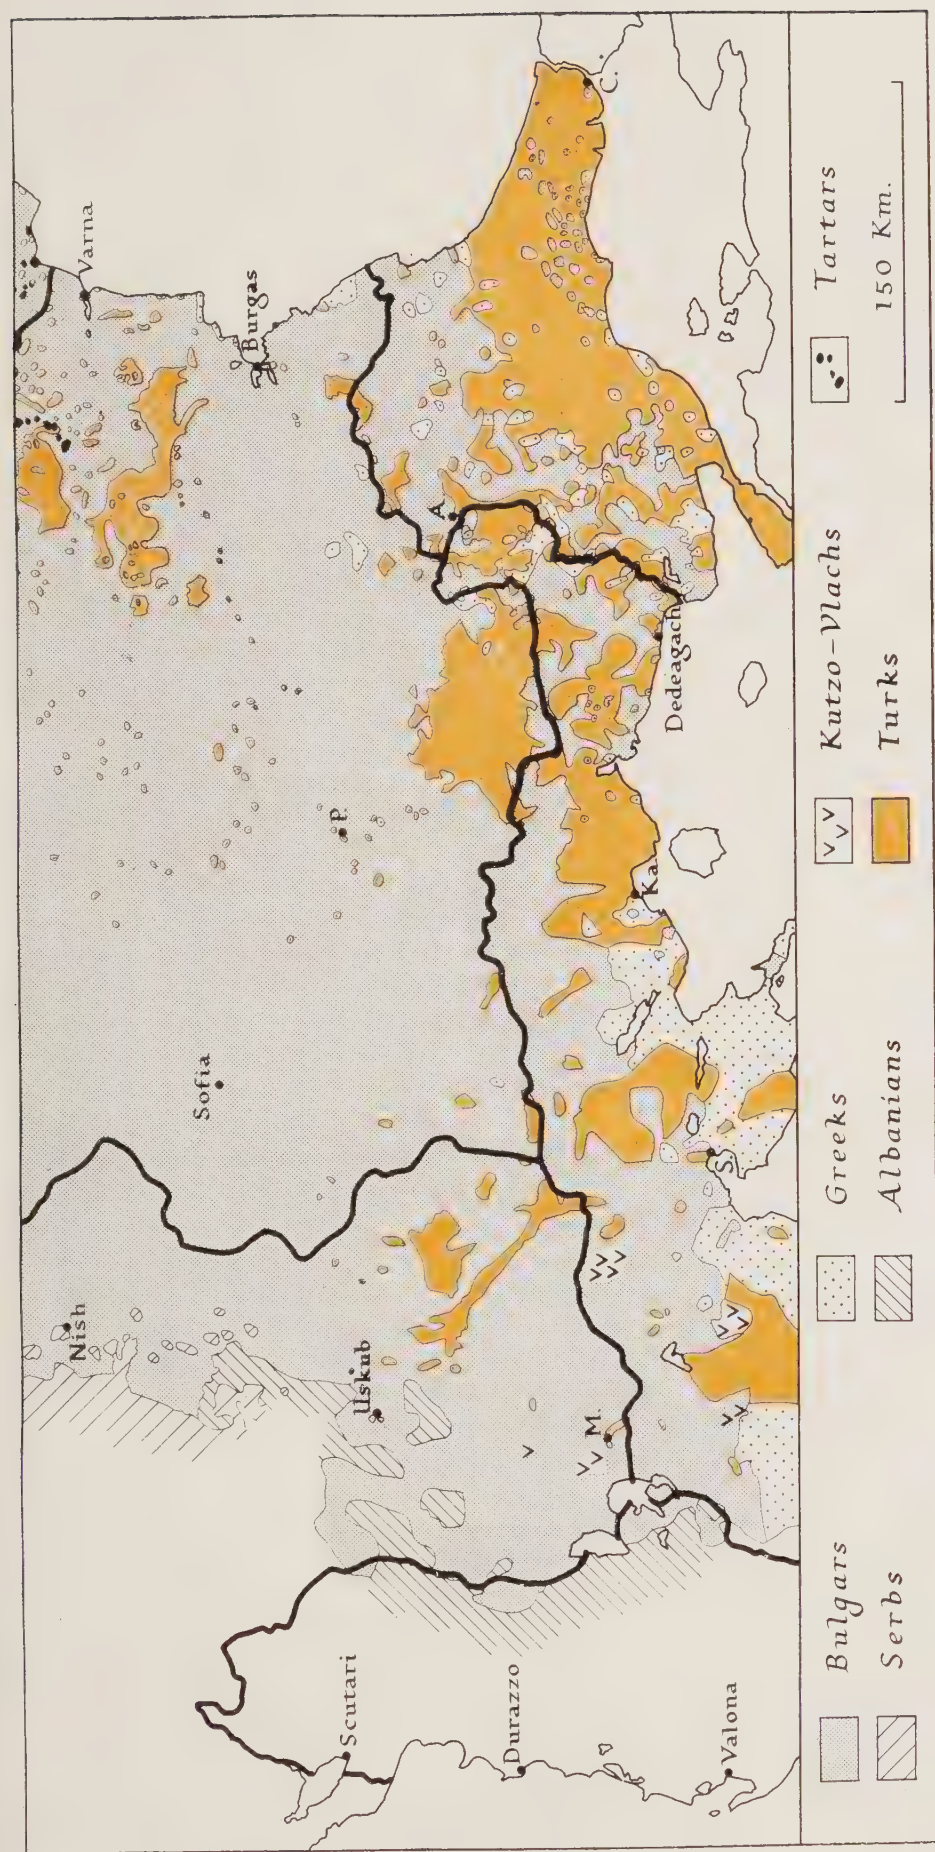 Varna
Burgas
C.
A.
Dedeagach
P.
Ka.
Sofia
S.
Nish
Uskub
M.
Scutari
Durazzo
Valona
Bulgars
Greeks
Kutzo-Vlachs
Tartars
Serbs
Albanians
Turks
150 Km.